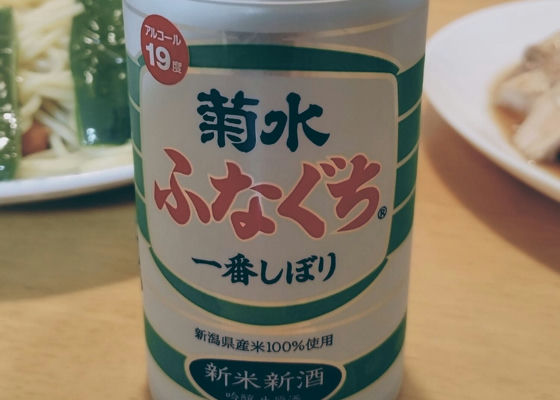 アルコール
19度
菊水
ふなぐち®
一番しぼり
新潟県産米100%使用
新米新酒